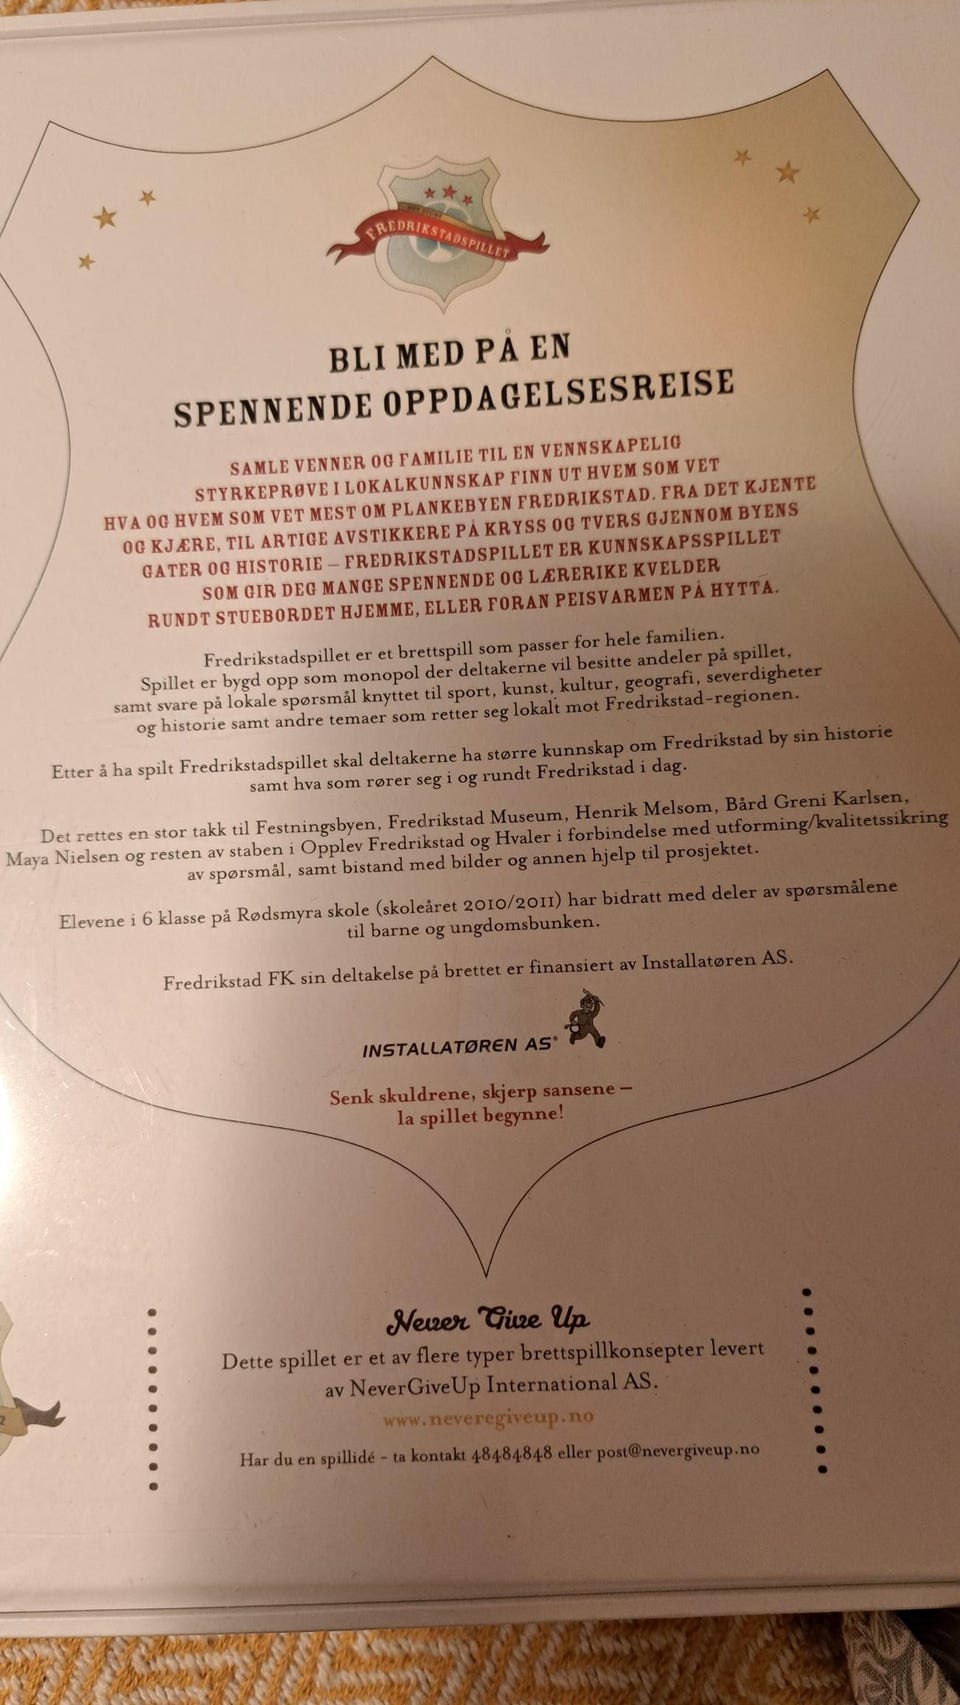 FREDRIKSTADSPILLET
BLI MED PÅ EN
SPENNENDE OPPDAGELSESREISE
SAMLE VENNER OG FAMILIE TIL EN VENNSKAPELIG
STYRKEPRØVE I LOKALKUNNSKAP FINN UT HVEM SOM VET
HVA OG HVEM SOM VET MEST OM PLANKEBYEN FREDRIKSTAD. FRA DET KJENTE
OG KJÆRE, TIL ARTIGE AVSTIKKERE PÅ KRYSS OG TVERS GJENNOM BYENS
GATER OG HISTORIE – FREDRIKSTADSPILLET ER KUNNSKAPSSPILLET
SOM GIR DEG MANGE SPENNENDE OG LÆRERIKE KVELDER
RUNDT STUEBORDET HJEMME, ELLER FORAN PEISVARMEN PÅ HYTTA.
Fredrikstadspillet er et brettspill som passer for hele familien.
Spillet er bygd opp som monopol der deltakerne vil besitte andeler på spillet,
samt svare på lokale spørsmål knyttet til sport, kunst, kultur, geografi, severdigheter
og historie samt andre temaer som retter seg lokalt mot Fredrikstad-regionen.
Etter å ha spilt Fredrikstadspillet skal deltakerne ha større kunnskap om Fredrikstad by sin historie
samt hva som rører seg i og rundt Fredrikstad i dag.
Det rettes en stor takk til Festningsbyen, Fredrikstad Museum, Henrik Melsom, Bård Greni Karlsen,
Maya Nielsen og resten av staben i Opplev Fredrikstad og Hvaler i forbindelse med utforming/kvalitetssikring
av spørsmål, samt bistand med bilder og annen hjelp til prosjektet.
Elevene i 6 klasse på Rødsmyra skole (skoleåret 2010/2011) har bidratt med deler av spørsmålene
til barne og ungdomsbunken.
Fredrikstad FK sin deltakelse på brettet er finansiert av Installatøren AS.
INSTALLATØREN AS®
Senk skuldrene, skjerp sansene –
la spillet begynne!
Never Give Up
Dette spillet er et av flere typer brettspillkonsepter levert
av NeverGiveUp International AS.
www.neveregiveup.no
Har du en spillidé - ta kontakt 48484848 eller post@nevergiveup.no